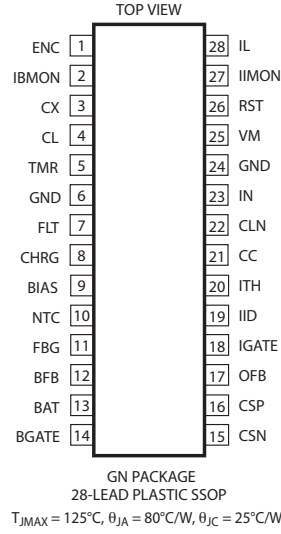 TOP VIEW
ENC 1 28 IL
IBMON 2 27 IIMON
CX 3 26 RST
CL 4 25 VM
TMR 5 24 GND
GND 6 23 IN
FLT 7 22 CLN
CHRG 8 21 CC
BIAS 9 20 ITH
NTC 10 19 IID
FBG 11 18 IGATE
BFB 12 17 OFB
BAT 13 16 CSP
BGATE 14 15 CSN
GN PACKAGE
28-LEAD PLASTIC SSOP
TJMAX = 125°C, θJA = 80°C/W, θJC = 25°C/W